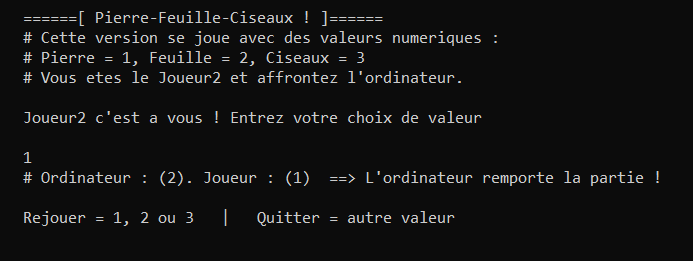 ======[ Pierre-Feuille-Ciseaux ! ]======
# Cette version se joue avec des valeurs numeriques :
# Pierre = 1, Feuille = 2, Ciseaux = 3
# Vous etes le Joueur2 et affrontez l'ordinateur.
Joueur2 c'est a vous ! Entrez votre choix de valeur
1
# Ordinateur : (2). Joueur : (1)  ==> L'ordinateur remporte la partie !
Rejouer = 1, 2 ou 3   |   Quitter = autre valeur